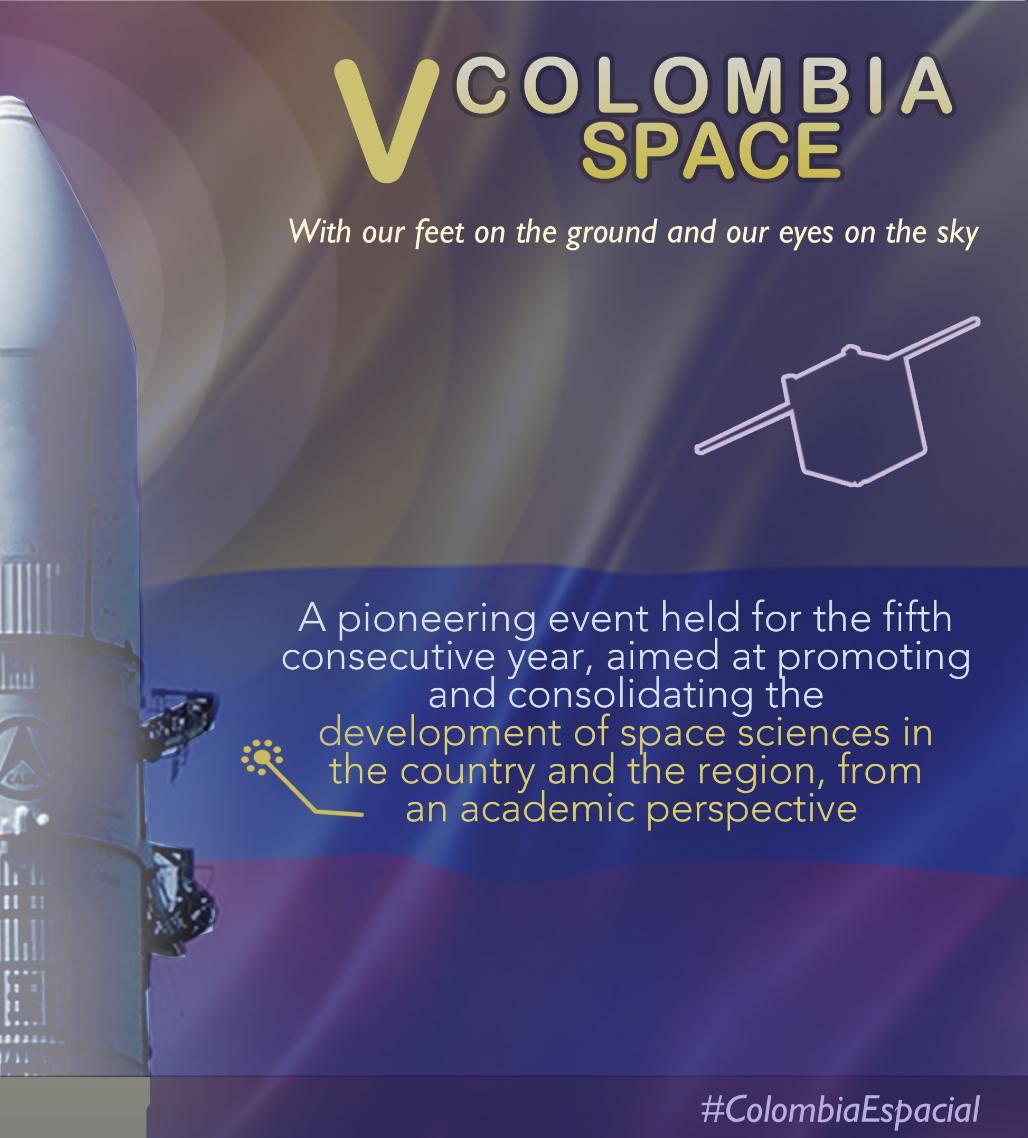 V COLOMBIA
SPACE
With our feet on the ground and our eyes on the sky
A pioneering event held for the fifth
consecutive year, aimed at promoting
and consolidating the
development of space sciences in
the country and the region, from
an academic perspective
#ColombiaEspacial